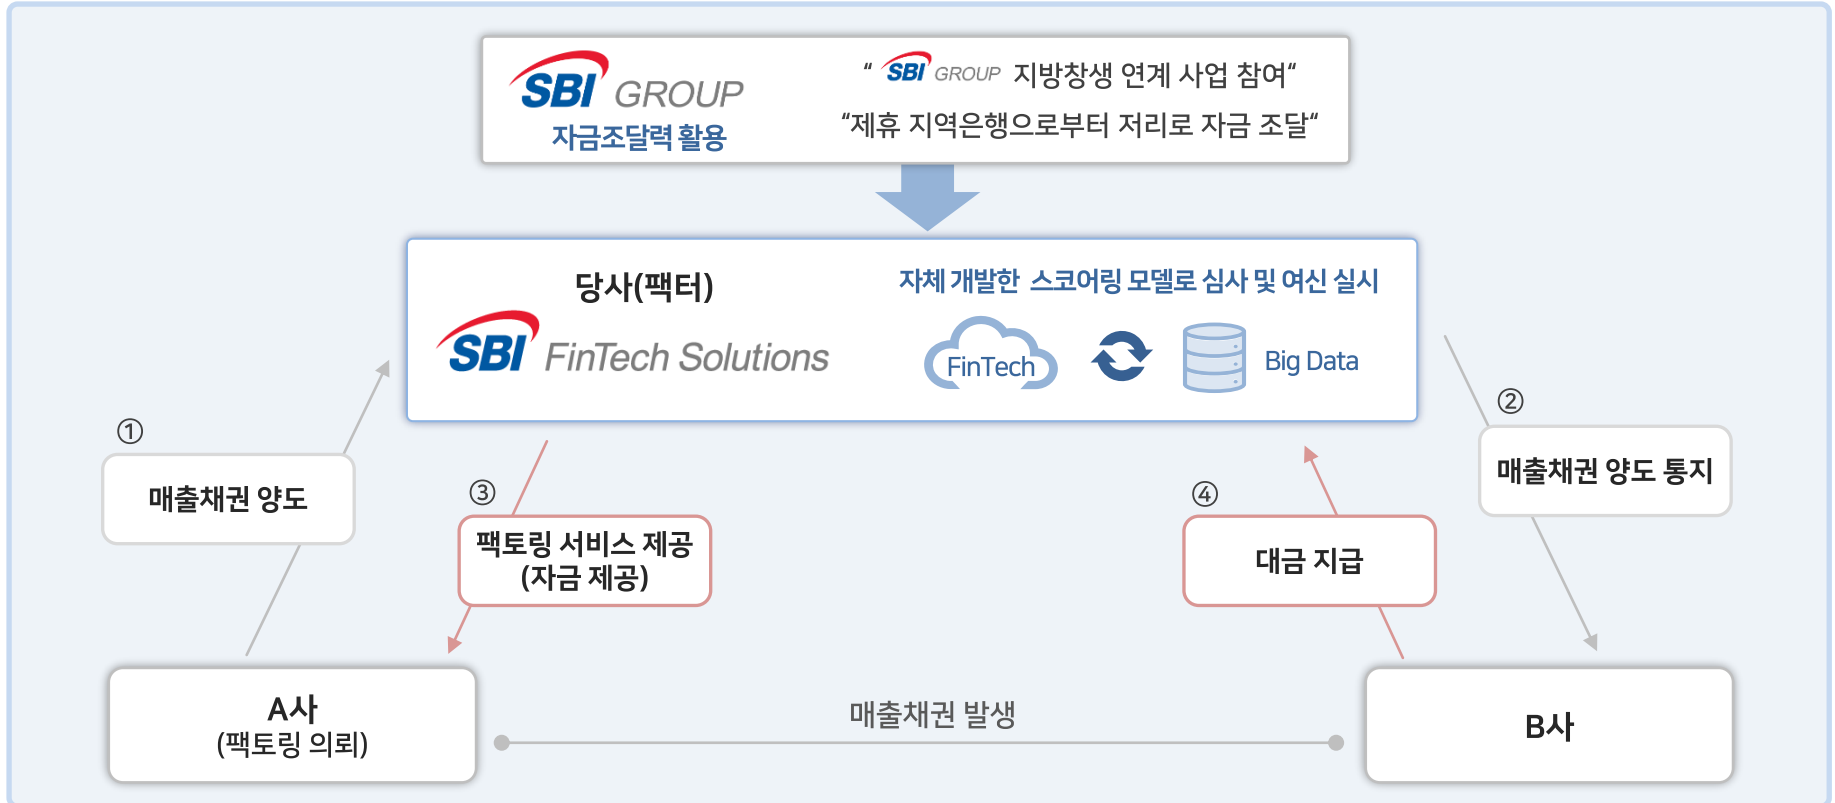 SBI GROUP
자금조달력 활용
“ SBI GROUP 지방창생 연계 사업 참여“
“제휴 지역은행으로부터 저리로 자금 조달“
당사(팩터)
SBI FinTech Solutions
자체 개발한 스코어링 모델로 심사 및 여신 실시
FinTech
Big Data
①
매출채권 양도
②
매출채권 양도 통지
③
팩토링 서비스 제공
(자금 제공)
④
대금 지급
A사
(팩토링 의뢰)
매출채권 발생
B사